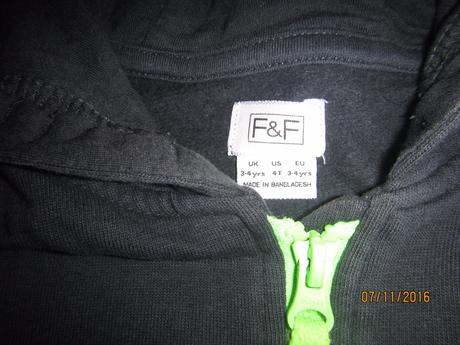 F&F
UK US EU
3-4yrs 4T 3-4yrs
MADE IN BANGLADESH
07/11/2016